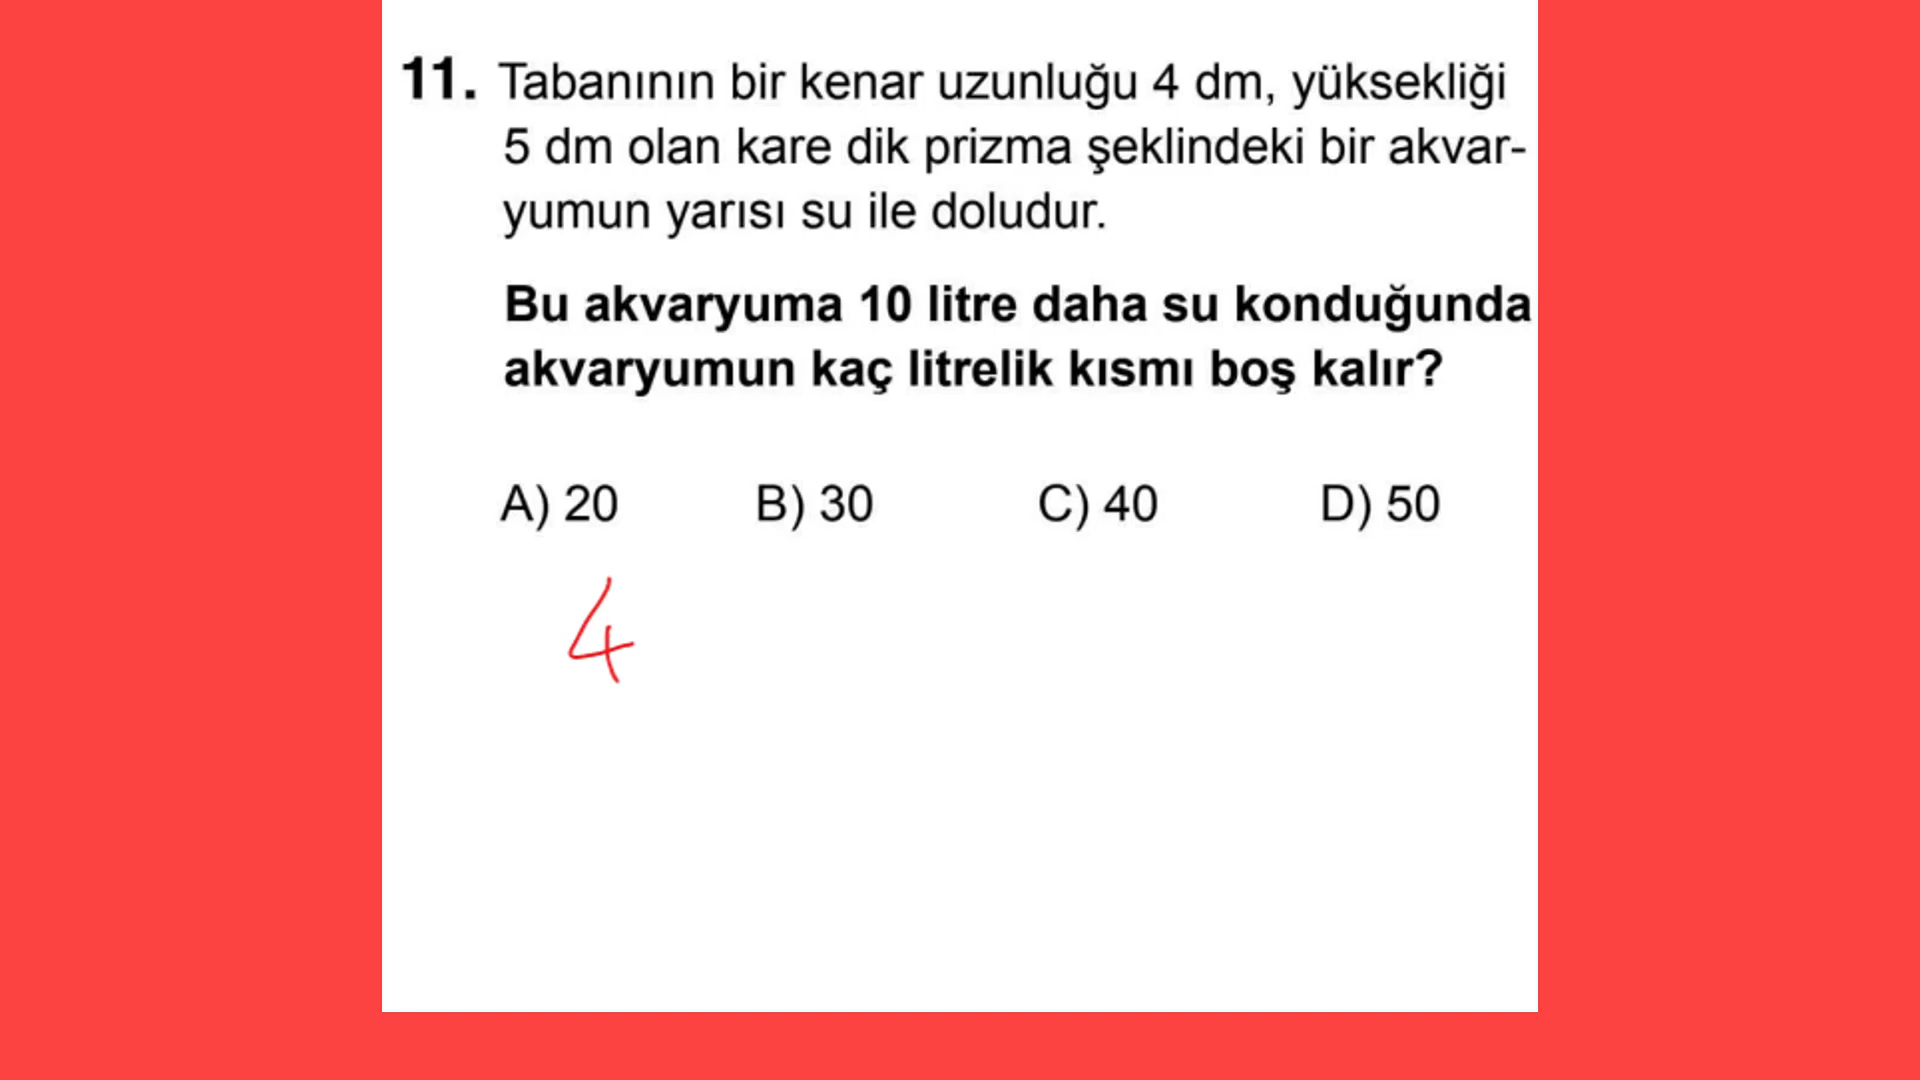 11. Tabanının bir kenar uzunluğu 4 dm, yüksekliği
5 dm olan kare dik prizma şeklindeki bir akvar-
yumun yarısı su ile doludur.
Bu akvaryuma 10 litre daha su konduğunda
akvaryumun kaç litrelik kısmı boş kalır?
A) 20 B) 30 C) 40 D) 50
4